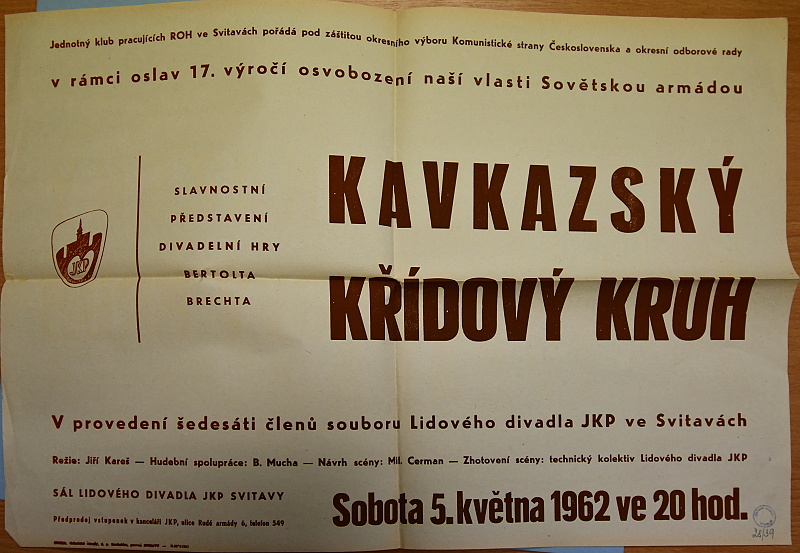 Jednotný klub pracujících ROH ve Svitavách pořádá pod záštitou okresního výboru Komunistické strany Československa a okresní odborové rady
v rámci oslav 17. výročí osvobození naší vlasti Sovětskou armádou
SLAVNOSTNÍ
PŘEDSTAVENÍ
DIVADELNÍ HRY
BERTOLTA
BRECHTA
JKP
KAVKAZSKÝ
KŘÍDOVÝ KRUH
V provedení šedesáti členů souboru Lidového divadla JKP ve Svitavách
Režie: Jiří Kareš — Hudební spolupráce: B. Mucha — Návrh scény: Mil. Cerman — Zhotovení scény: technický kolektiv Lidového divadla JKP
SÁL LIDOVÉHO DIVADLA JKP SVITAVY
Předprodej vstupenek v kanceláři JKP, ulice Rudé armády 6, telefon 549
Sobota 5. května 1962 ve 20 hod.
28/39